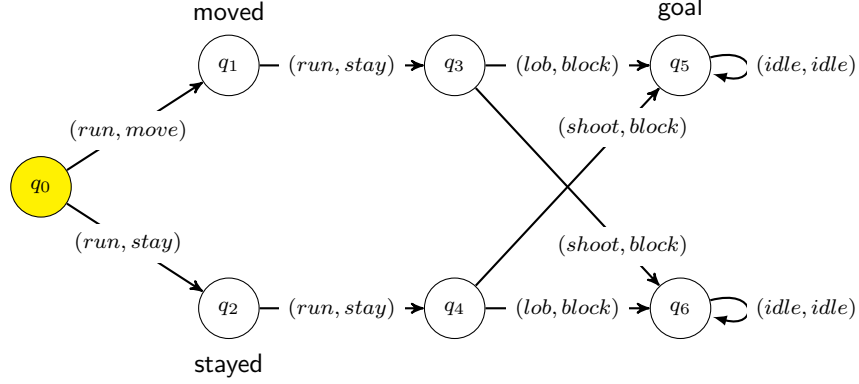 moved
goal
q1
(run, stay)
q3
(lob, block)
q5
(idle, idle)
(run, move)
(shoot, block)
q0
(run, stay)
(shoot, block)
q2
(run, stay)
q4
(lob, block)
q6
(idle, idle)
stayed